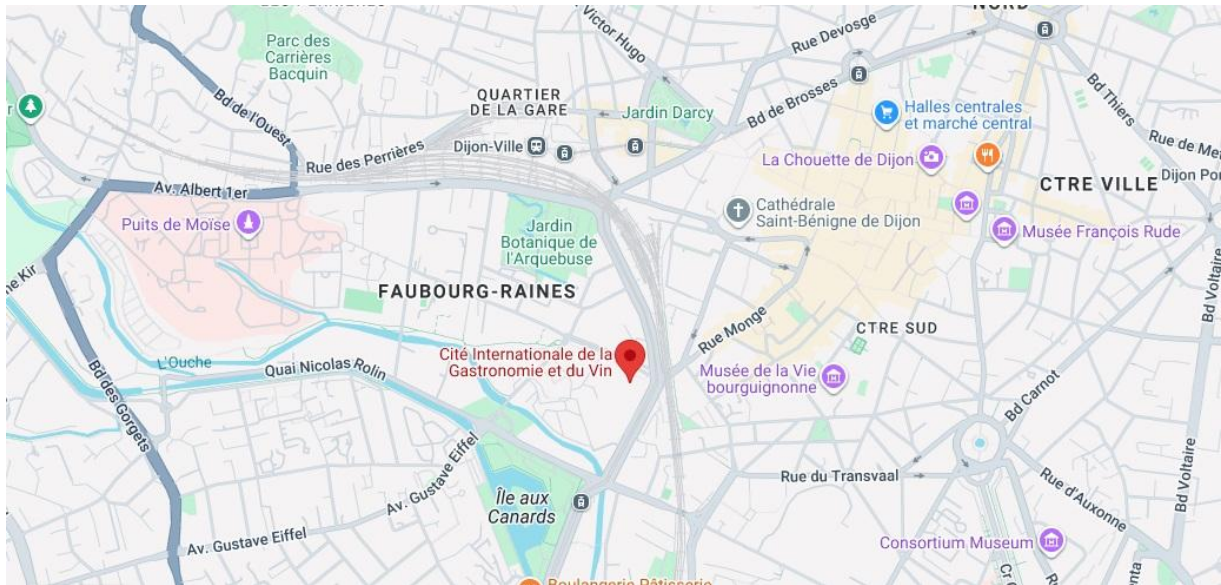 NORD
Parc des
Carrières
Bacquin
Victor Hugo
Rue Devosge
Bd Thiers
Bd de l'Ouest
QUARTIER
DE LA GARE
Jardin Darcy
Bd de Brosses
Halles centrales
et marché central
Rue des Perrières
Dijon-Ville
La Chouette de Dijon
Dijon Por
Av. Albert 1er
CTRE VILLE
Puits de Moïse
Jardin
Botanique de
l'Arquebuse
Cathédrale
Saint-Bénigne de Dijon
Musée François Rude
ne Kir
FAUBOURG-RAINES
Bd Voltaire
Rue Monge
CTRE SUD
L'Ouche
Quai Nicolas Rolin
Cité Internationale de la
Gastronomie et du Vin
Musée de la Vie
bourguignonne
Bd des Gorgets
Bd Carnot
Av. Gustave Eiffel
Rue du Transvaal
Bd Voltaire
Île aux
Canards
Rue d'Auxonne
Av. Gustave Eiffel
Consortium Museum
Boulangerie Pâtisserie